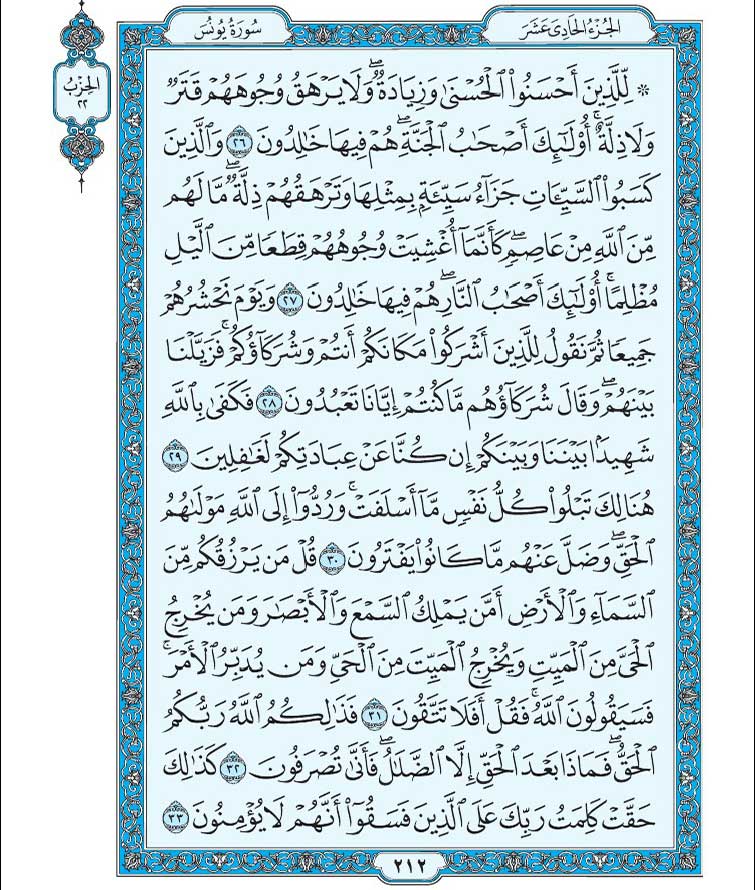 الجُزْءُ الحَادِي عَشَرَ
سُورَةُ يُونُسَ
الحِزْبُ
٢٢
۞ لِّلَّذِينَ أَحْسَنُواْ ٱلْحُسْنَىٰ وَزِيَادَةٞۖ وَلَا يَرْهَقُ وُجُوهَهُمْ قَتَرٞ
وَلَا ذِلَّةٌۚ أُوْلَٰٓئِكَ أَصْحَٰبُ ٱلْجَنَّةِۖ هُمْ فِيهَا خَٰلِدُونَ ٢٦ وَٱلَّذِينَ
كَسَبُواْ ٱلسَّيِّـَٔاتِ جَزَآءُ سَيِّئَةِۭ بِمِثْلِهَا وَتَرْهَقُهُمْ ذِلَّةٞۖ مَّا لَهُم
مِّنَ ٱللَّهِ مِنْ عَاصِمٖۖ كَأَنَّمَآ أُغْشِيَتْ وُجُوهُهُمْ قِطَعٗا مِّنَ ٱلَّيْلِ
مُظْلِمًاۚ أُوْلَٰٓئِكَ أَصْحَٰبُ ٱلنَّارِۖ هُمْ فِيهَا خَٰلِدُونَ ٢٧ وَيَوْمَ نَحْشُرُهُمْ
جَمِيعٗا ثُمَّ نَقُولُ لِلَّذِينَ أَشْرَكُواْ مَكَانَكُمْ أَنتُمْ وَشُرَكَآؤُكُمْۚ فَزَيَّلْنَا
بَيْنَهُمْۖ وَقَالَ شُرَكَآؤُهُم مَّا كُنتُمْ إِيَّانَا تَعْبُدُونَ ٢٨ فَكَفَىٰ بِٱللَّهِ
شَهِيدَۢا بَيْنَنَا وَبَيْنَكُمْ إِن كُنَّا عَنْ عِبَادَتِكُمْ لَغَٰفِلِينَ ٢٩
هُنَالِكَ تَبْلُواْ كُلُّ نَفْسٖ مَّآ أَسْلَفَتْۚ وَرُدُّوٓاْ إِلَى ٱللَّهِ مَوْلَىٰهُمُ
ٱلْحَقِّۖ وَضَلَّ عَنْهُم مَّا كَانُواْ يَفْتَرُونَ ٣٠ قُلْ مَن يَرْزُقُكُم مِّنَ
ٱلسَّمَآءِ وَٱلْأَرْضِ أَمَّن يَمْلِكُ ٱلسَّمْعَ وَٱلْأَبْصَٰرَ وَمَن يُخْرِجُ
ٱلْحَيَّ مِنَ ٱلْمَيِّتِ وَيُخْرِجُ ٱلْمَيِّتَ مِنَ ٱلْحَيِّ وَمَن يُدَبِّرُ ٱلْأَمْرَۚ
فَسَيَقُولُونَ ٱللَّهُۚ فَقُلْ أَفَلَا تَتَّقُونَ ٣١ فَذَٰلِكُمُ ٱللَّهُ رَبُّكُمُ
ٱلْحَقُّۖ فَمَاذَا بَعْدَ ٱلْحَقِّ إِلَّا ٱلضَّلَٰلُۖ فَأَنَّىٰ تُصْرَفُونَ ٣٢ كَذَٰلِكَ
حَقَّتْ كَلِمَتُ رَبِّكَ عَلَى ٱلَّذِينَ فَسَقُوٓاْ أَنَّهُمْ لَا يُؤْمِنُونَ ٣٣
٢١٢